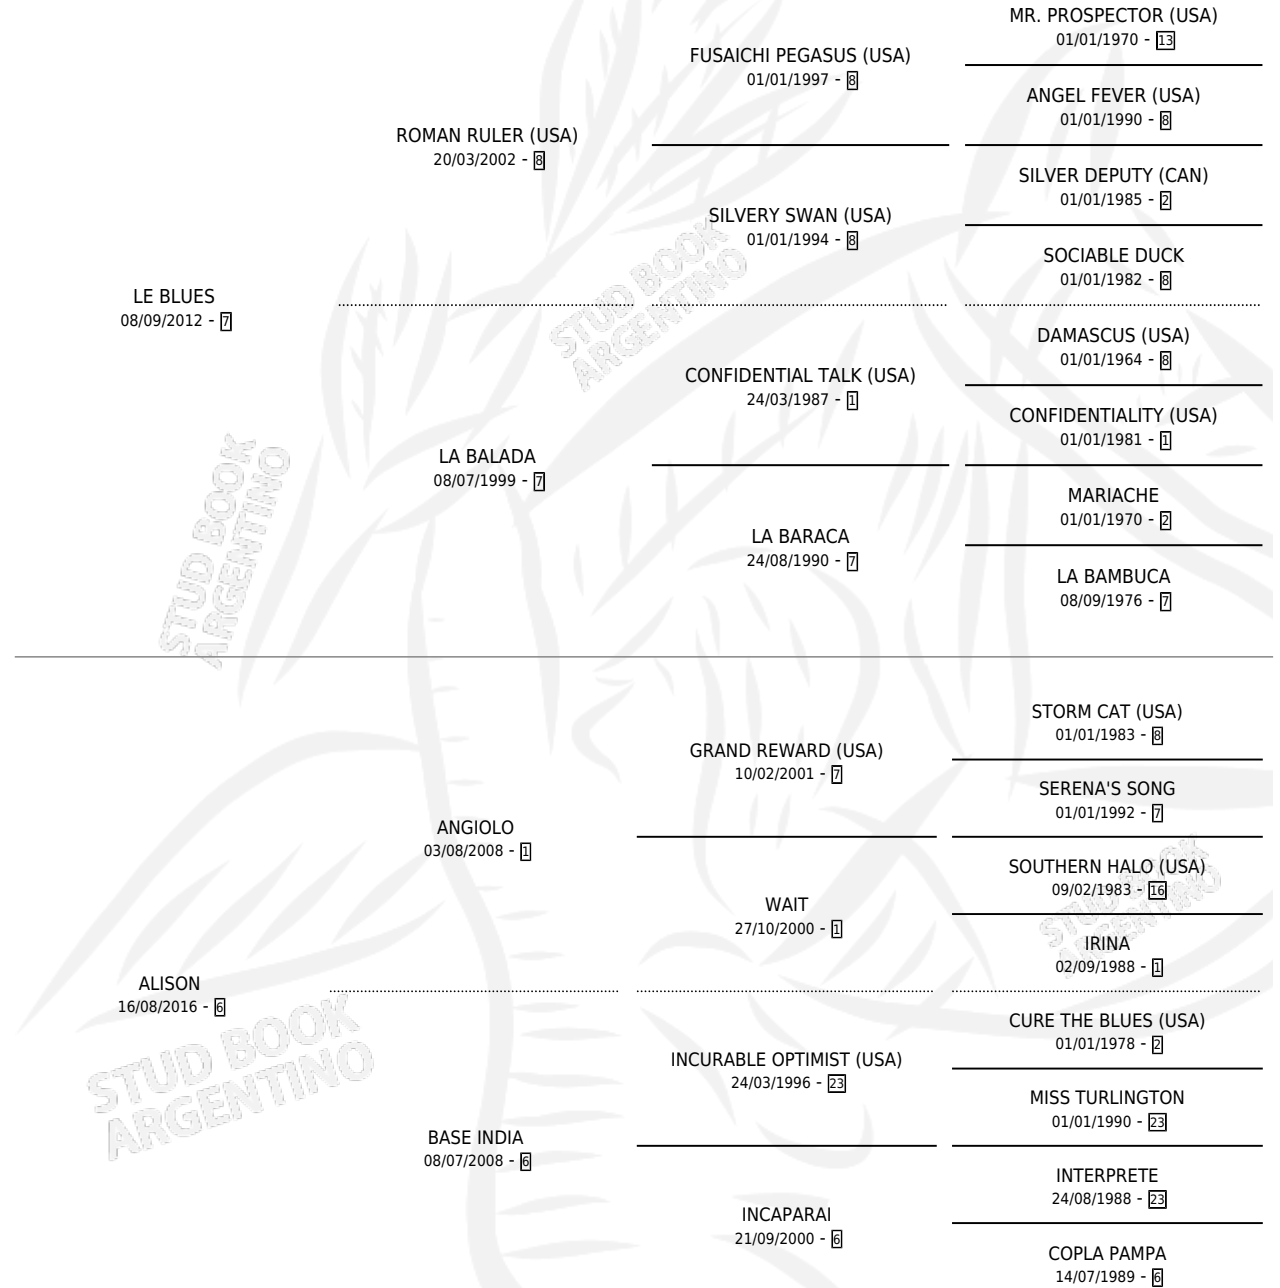 MR. PROSPECTOR (USA)
01/01/1970 - 13
FUSAICHI PEGASUS (USA)
01/01/1997 - 8
ANGEL FEVER (USA)
01/01/1990 - 8
ROMAN RULER (USA)
20/03/2002 - 8
SILVER DEPUTY (CAN)
01/01/1985 - 2
SILVERY SWAN (USA)
01/01/1994 - 8
SOCIABLE DUCK
01/01/1982 - 8
LE BLUES
08/09/2012 - 7
STUD BOOK
ARGENTINO
DAMASCUS (USA)
01/01/1964 - 8
CONFIDENTIAL TALK (USA)
24/03/1987 - 1
CONFIDENTIALITY (USA)
01/01/1981 - 1
LA BALADA
08/07/1999 - 7
MARIACHE
01/01/1970 - 2
LA BARACA
24/08/1990 - 7
LA BAMBUCA
08/09/1976 - 7
STUD BOOK
ARGENTINO
STORM CAT (USA)
01/01/1983 - 8
GRAND REWARD (USA)
10/02/2001 - 7
SERENA'S SONG
01/01/1992 - 7
ANGIOLO
03/08/2008 - 1
SOUTHERN HALO (USA)
09/02/1983 - 16
WAIT
27/10/2000 - 1
IRINA
02/09/1988 - 1
STUD BOOK
ARGENTINO
ALISON
16/08/2016 - 6
STUD BOOK
ARGENTINO
CURE THE BLUES (USA)
01/01/1978 - 2
INCURABLE OPTIMIST (USA)
24/03/1996 - 23
MISS TURLINGTON
01/01/1990 - 23
BASE INDIA
08/07/2008 - 6
INTERPRETE
24/08/1988 - 23
INCAPARAI
21/09/2000 - 6
COPLA PAMPA
14/07/1989 - 6